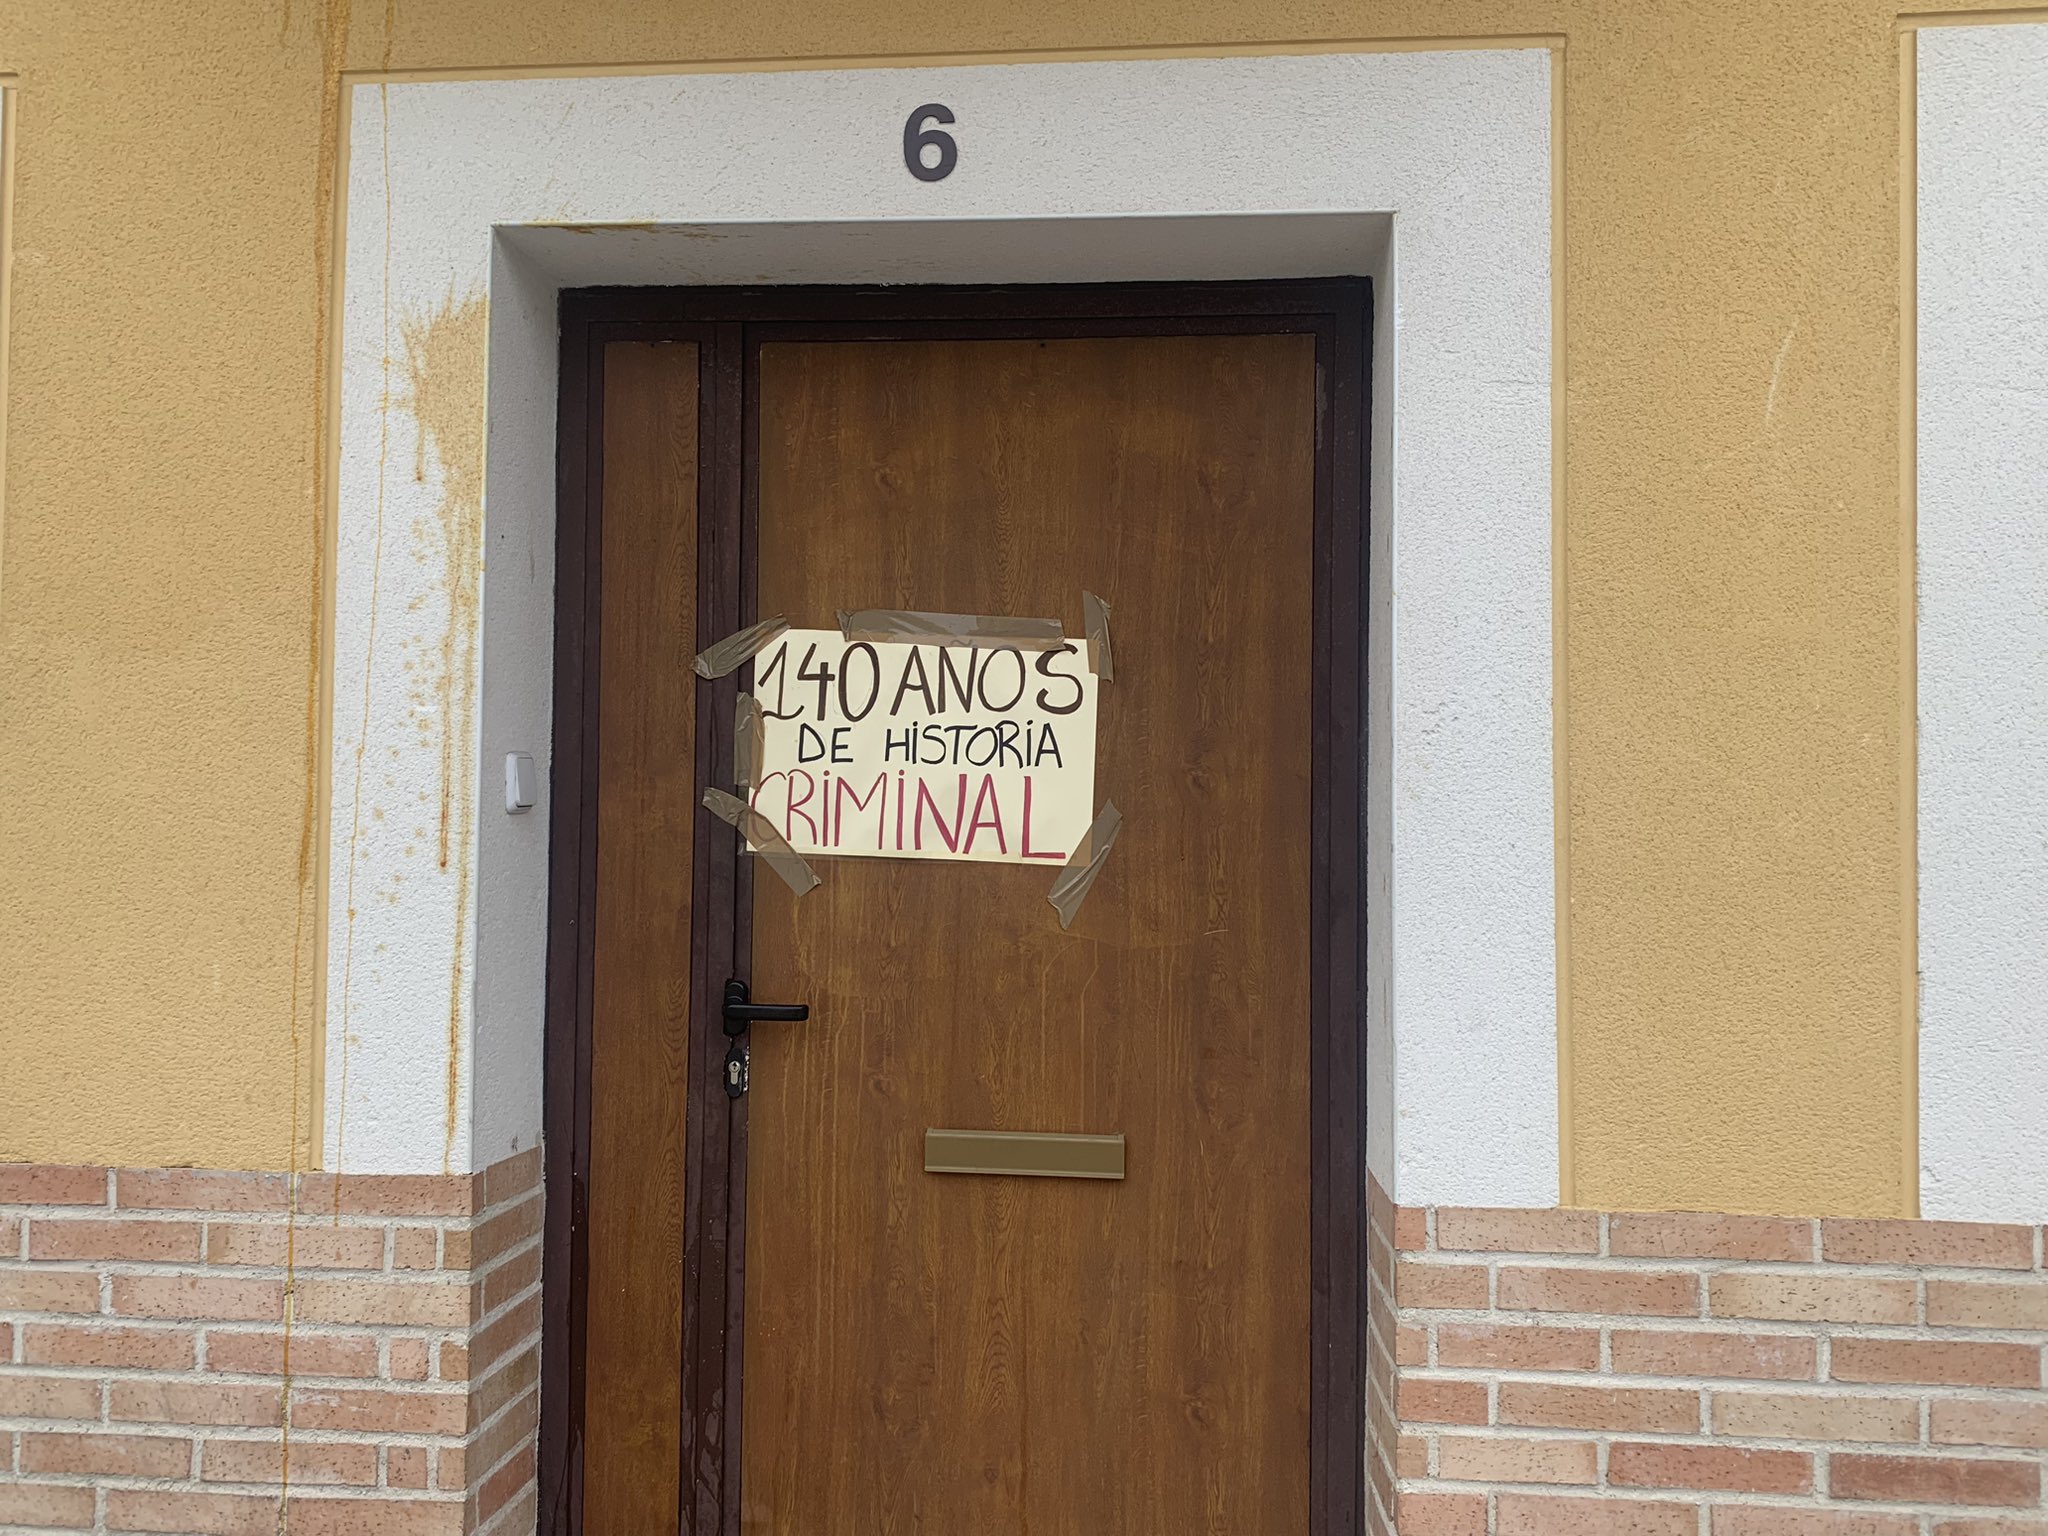 6
140 AÑOS
DE HISTORIA
CRIMINAL